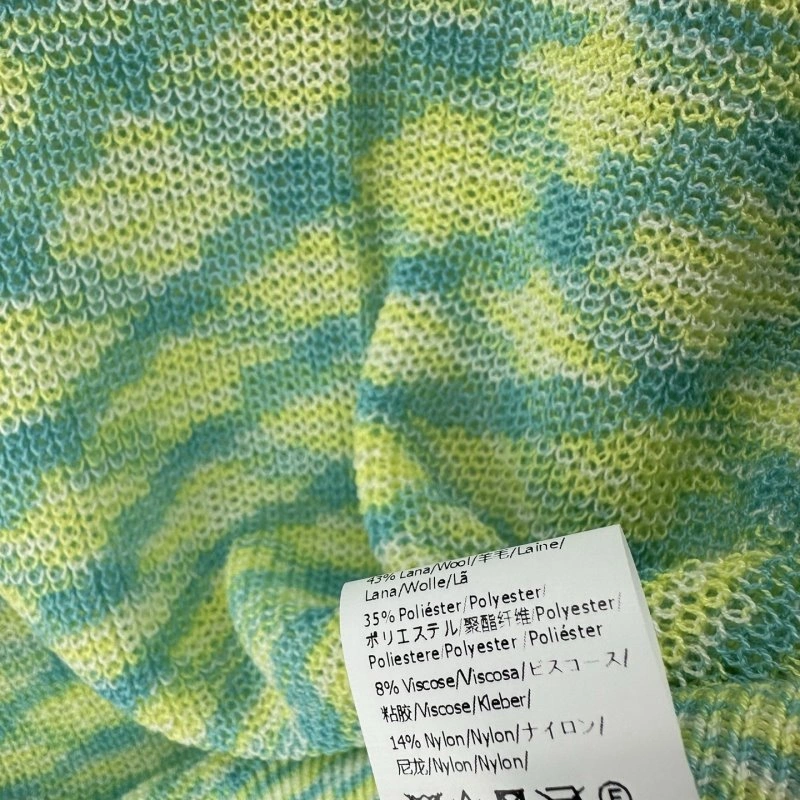 43% Lana/Wool/羊毛/Laine/
Lana/Wolle/Lã
35% Poliéster/Polyester/
ポリエステル/聚酯纤维/Polyester/
Poliestere/Polyester/Poliéster
8% Viscose/Viscosa/ビスコース/
粘胶/Viscose/Kleber/
14% Nylon/Nylon/ナイロン/
尼龙/Nylon/Nylon/